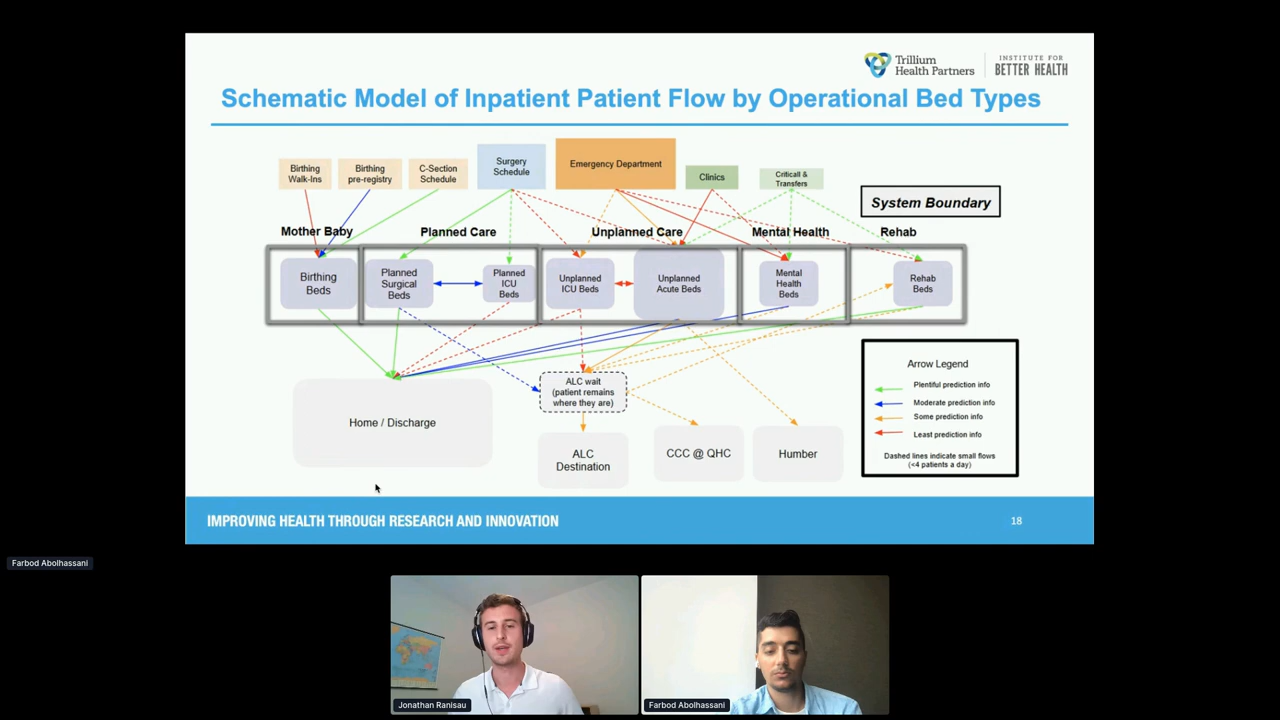 Trillium
Health Partners
INSTITUTE FOR
BETTER HEALTH
Schematic Model of Inpatient Patient Flow by Operational Bed Types
Birthing
Walk-Ins
Birthing
pre-registry
C-Section
Schedule
Surgery
Schedule
Emergency Department
Clinics
Criticall &
Transfers
System Boundary
Mother Baby
Planned Care
Unplanned Care
Mental Health
Rehab
Birthing
Beds
Planned
Surgical
Beds
Planned
ICU
Beds
Unplanned
ICU Beds
Unplanned
Acute Beds
Mental
Health
Beds
Rehab
Beds
Home / Discharge
ALC wait
(patient remains
where they are)
ALC
Destination
CCC @ QHC
Humber
Arrow Legend
Plentiful prediction info
Moderate prediction info
Some prediction info
Least prediction info
Dashed lines indicate small flows
(<4 patients a day)
IMPROVING HEALTH THROUGH RESEARCH AND INNOVATION
18
Farbod Abolhassani
Jonathan Ranisau
Farbod Abolhassani